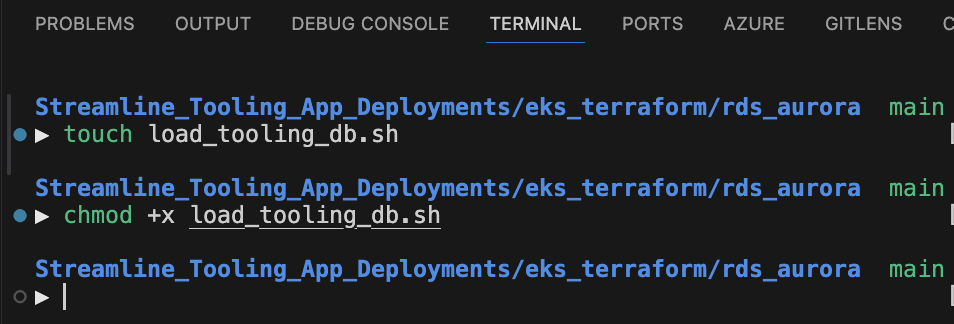 PROBLEMS OUTPUT DEBUG CONSOLE TERMINAL PORTS AZURE GITLENS C
Streamline_Tooling_App_Deployments/eks_terraform/rds_aurora main
▶ touch load_tooling_db.sh
Streamline_Tooling_App_Deployments/eks_terraform/rds_aurora main
▶ chmod +x load_tooling_db.sh
Streamline_Tooling_App_Deployments/eks_terraform/rds_aurora main
▶